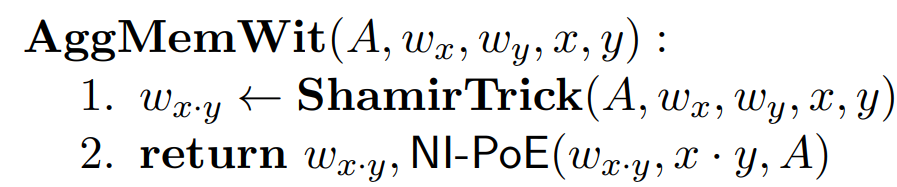 AggMemWit(A, w_x, w_y, x, y) :
1. w_{x·y} ← ShamirTrick(A, w_x, w_y, x, y)
2. return w_{x·y}, NI-PoE(w_{x·y}, x · y, A)